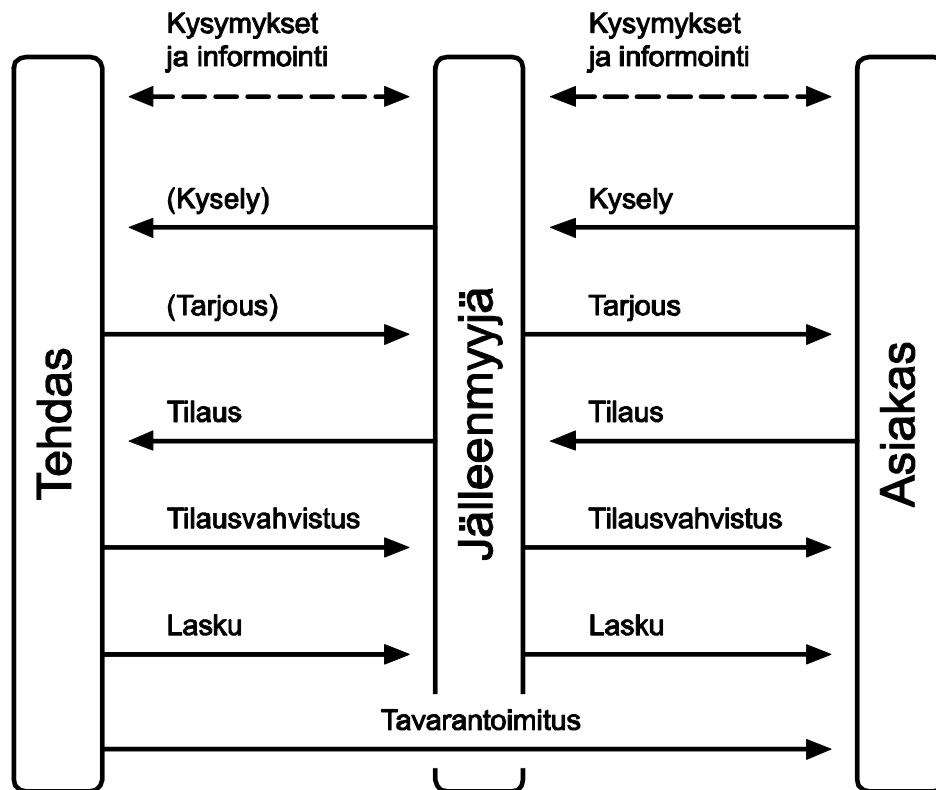 Kysymykset
ja informointi
Kysymykset
ja informointi
(Kysely)
Kysely
(Tarjous)
Tarjous
Tilaus
Tilaus
Tilausvahvistus
Tilausvahvistus
Lasku
Lasku
Tavarantoimitus
Tehdas
Jälleenmyyjä
Asiakas